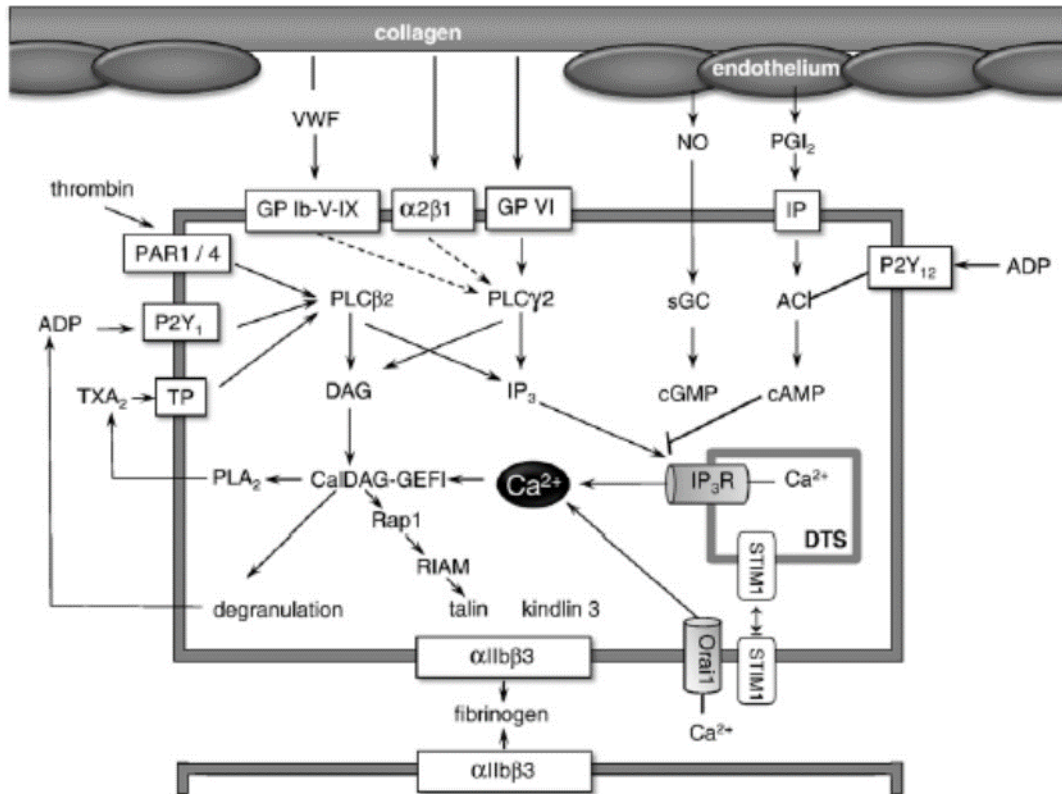 collagen
endothelium
VWF
NO
PGI₂
thrombin
GP Ib-V-IX
α2β1
GP VI
IP
PAR1 / 4
P2Y₁₂
ADP
PLCβ2
PLCγ2
sGC
AC
ADP
P2Y₁
TXA₂
TP
DAG
IP₃
cGMP
cAMP
PLA₂
CalDAG-GEFI
Ca²⁺
IP₃R
Ca²⁺
Rap1
DTS
RIAM
STIM1
degranulation
talin
kindlin 3
αIIbβ3
Orai1
STIM1
fibrinogen
Ca²⁺
αIIbβ3